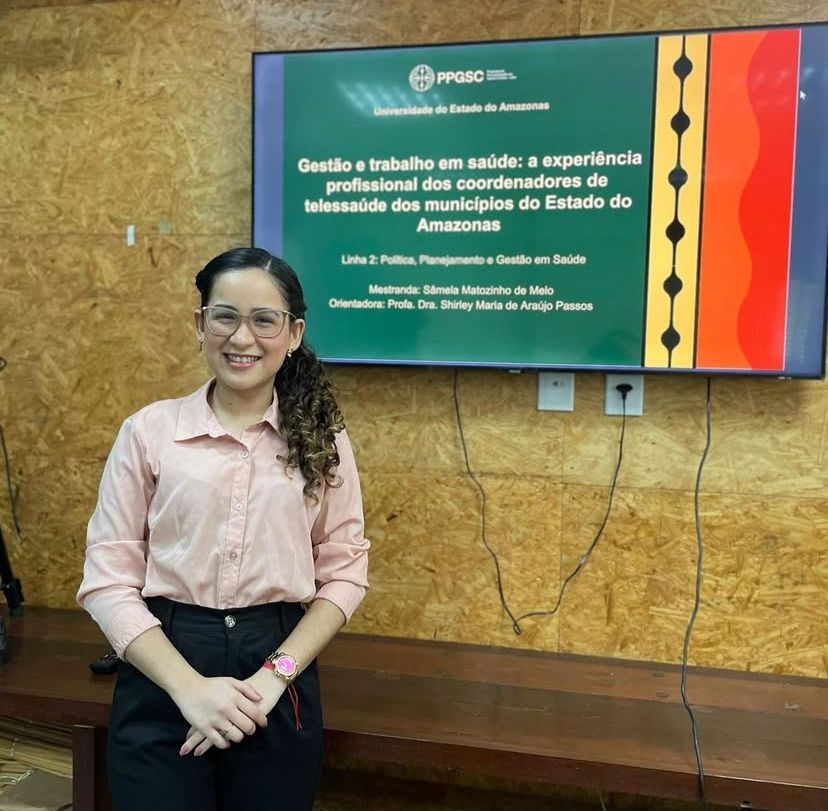 PPGSC
Universidade do Estado do Amazonas
Gestão e trabalho em saúde: a experiência
profissional dos coordenadores de
telessaúde dos municípios do Estado do
Amazonas
Linha 2: Política, Planejamento e Gestão em Saúde
Mestranda: Sâmela Matozinho de Melo
Orientadora: Profa. Dra. Shirley Maria de Araújo Passos